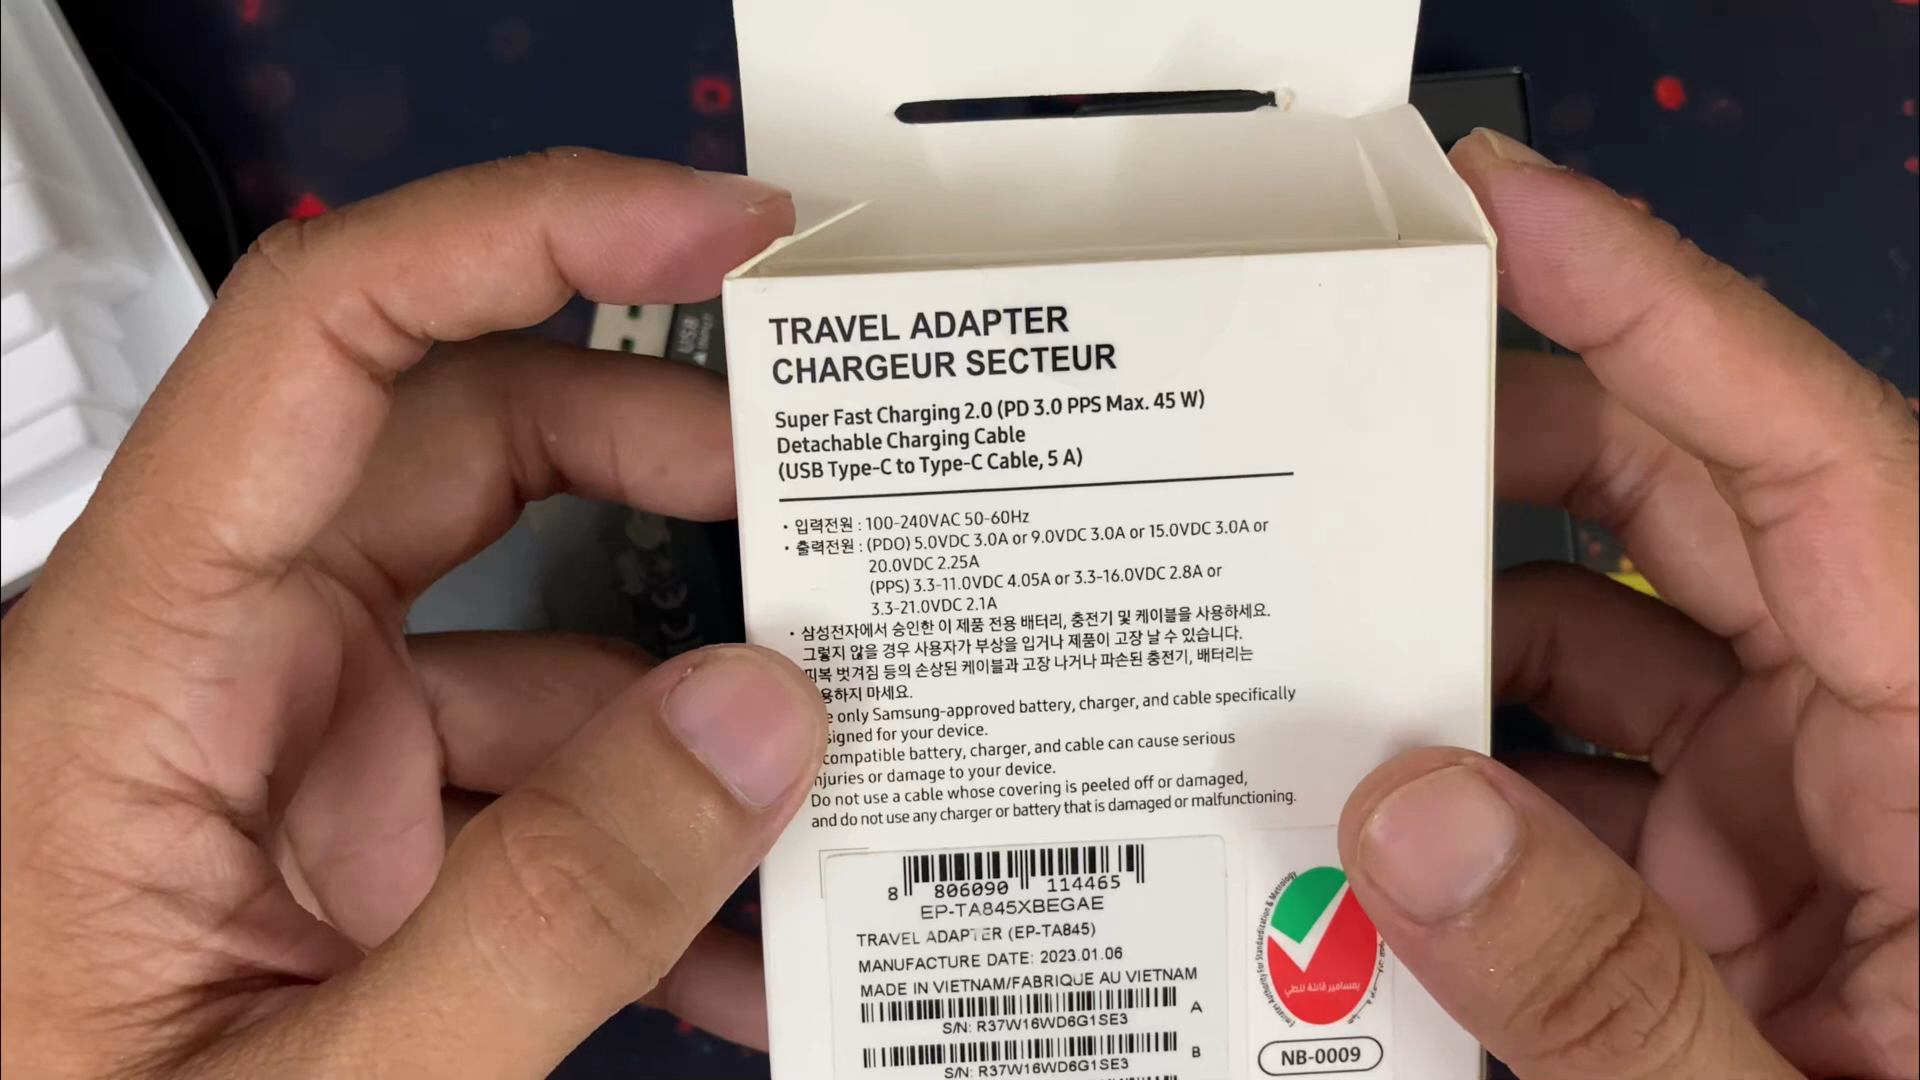 TRAVEL ADAPTER
CHARGEUR SECTEUR
Super Fast Charging 2.0 (PD 3.0 PPS Max. 45 W)
Detachable Charging Cable
(USB Type-C to Type-C Cable, 5 A)
• 입력전원 : 100-240VAC 50-60Hz
• 출력전원 : (PDO) 5.0VDC 3.0A or 9.0VDC 3.0A or 15.0VDC 3.0A or
20.0VDC 2.25A
(PPS) 3.3-11.0VDC 4.05A or 3.3-16.0VDC 2.8A or
3.3-21.0VDC 2.1A
• 삼성전자에서 승인한 이 제품 전용 배터리, 충전기 및 케이블을 사용하세요.
그렇지 않을 경우 사용자가 부상을 입거나 제품이 고장 날 수 있습니다.
피복 벗겨짐 등의 손상된 케이블과 고장 나거나 파손된 충전기, 배터리는
용하지 마세요.
e only Samsung-approved battery, charger, and cable specifically
signed for your device.
compatible battery, charger, and cable can cause serious
njuries or damage to your device.
Do not use a cable whose covering is peeled off or damaged,
and do not use any charger or battery that is damaged or malfunctioning.
8 806090 114465
EP-TA845XBEGAE
TRAVEL ADAPTER (EP-TA845)
MANUFACTURE DATE: 2023.01.06
MADE IN VIETNAM/FABRIQUE AU VIETNAM
A
S/N: R37W16WD6G1SE3
B
S/N: R37W16WD6G1SE3
Emirates Authority For Standardization & Metrology
NB-0009
USB